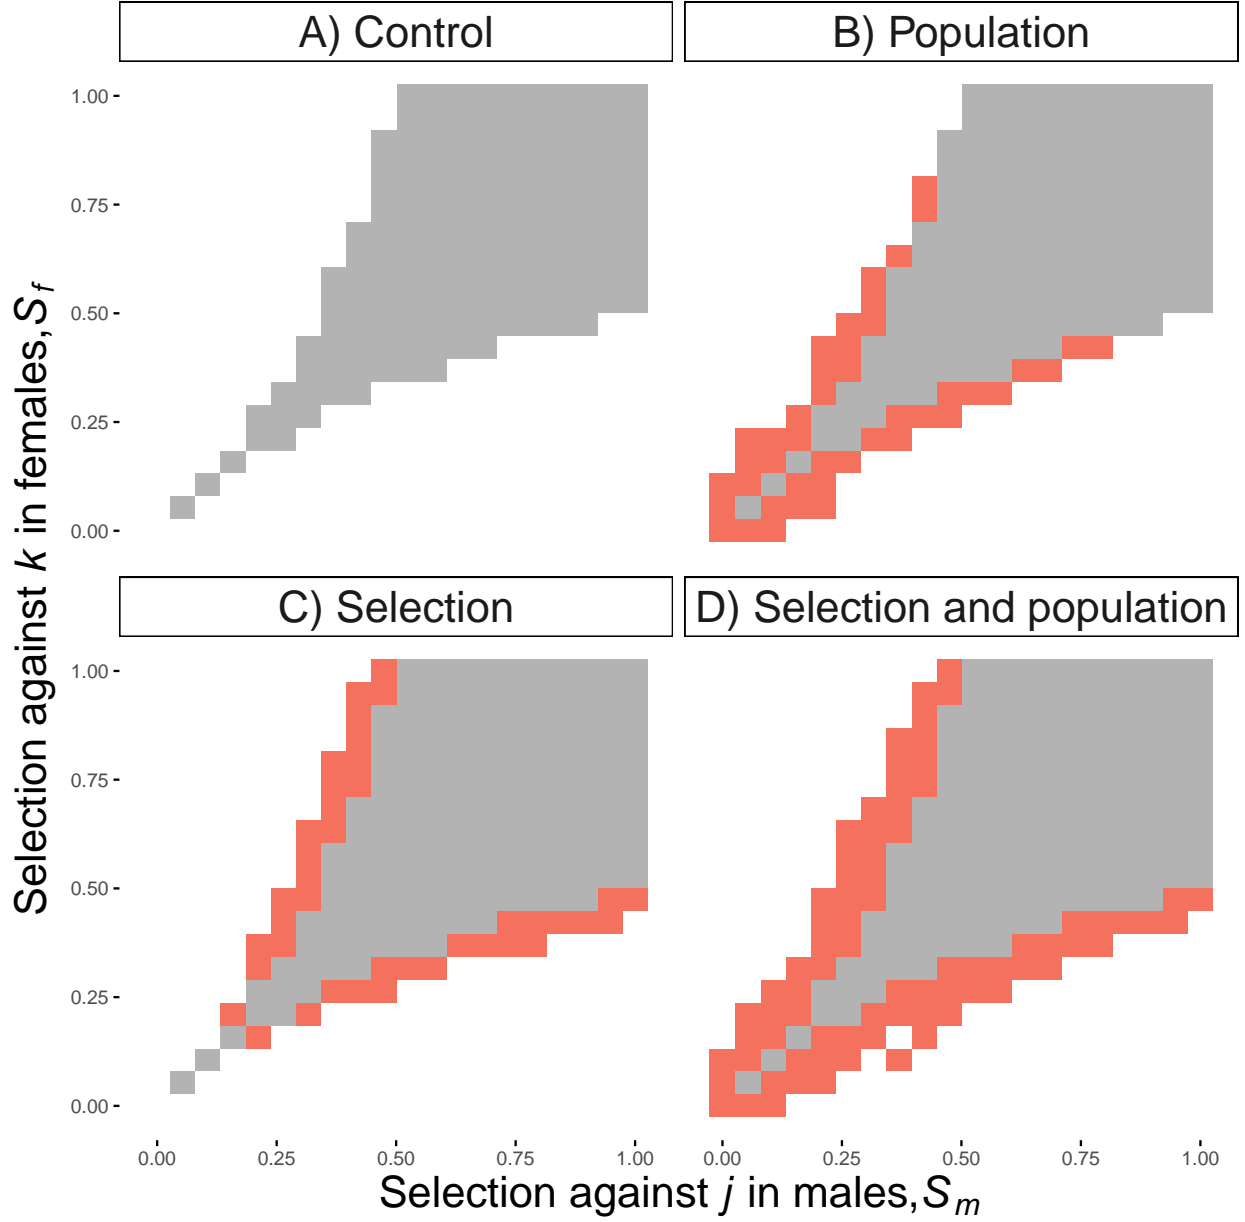 A) Control
B) Population
1.00
0.75
0.50
0.25
0.00
C) Selection
D) Selection and population
1.00
0.75
0.50
0.25
0.00
0.00 0.25 0.50 0.75 1.00
0.00 0.25 0.50 0.75 1.00
Selection against j in males, Sm
Selection against k in females, Sf